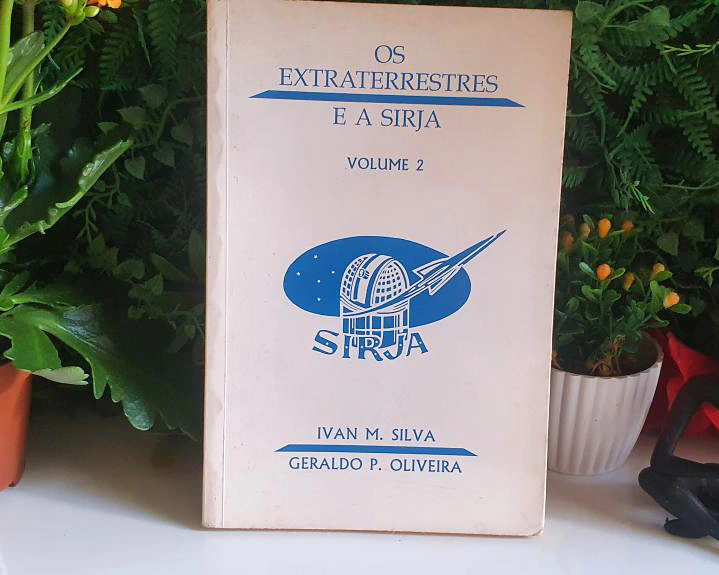 OS
EXTRATERRESTRES
E A SIRJA
VOLUME 2
SIRJA
IVAN M. SILVA
GERALDO P. OLIVEIRA